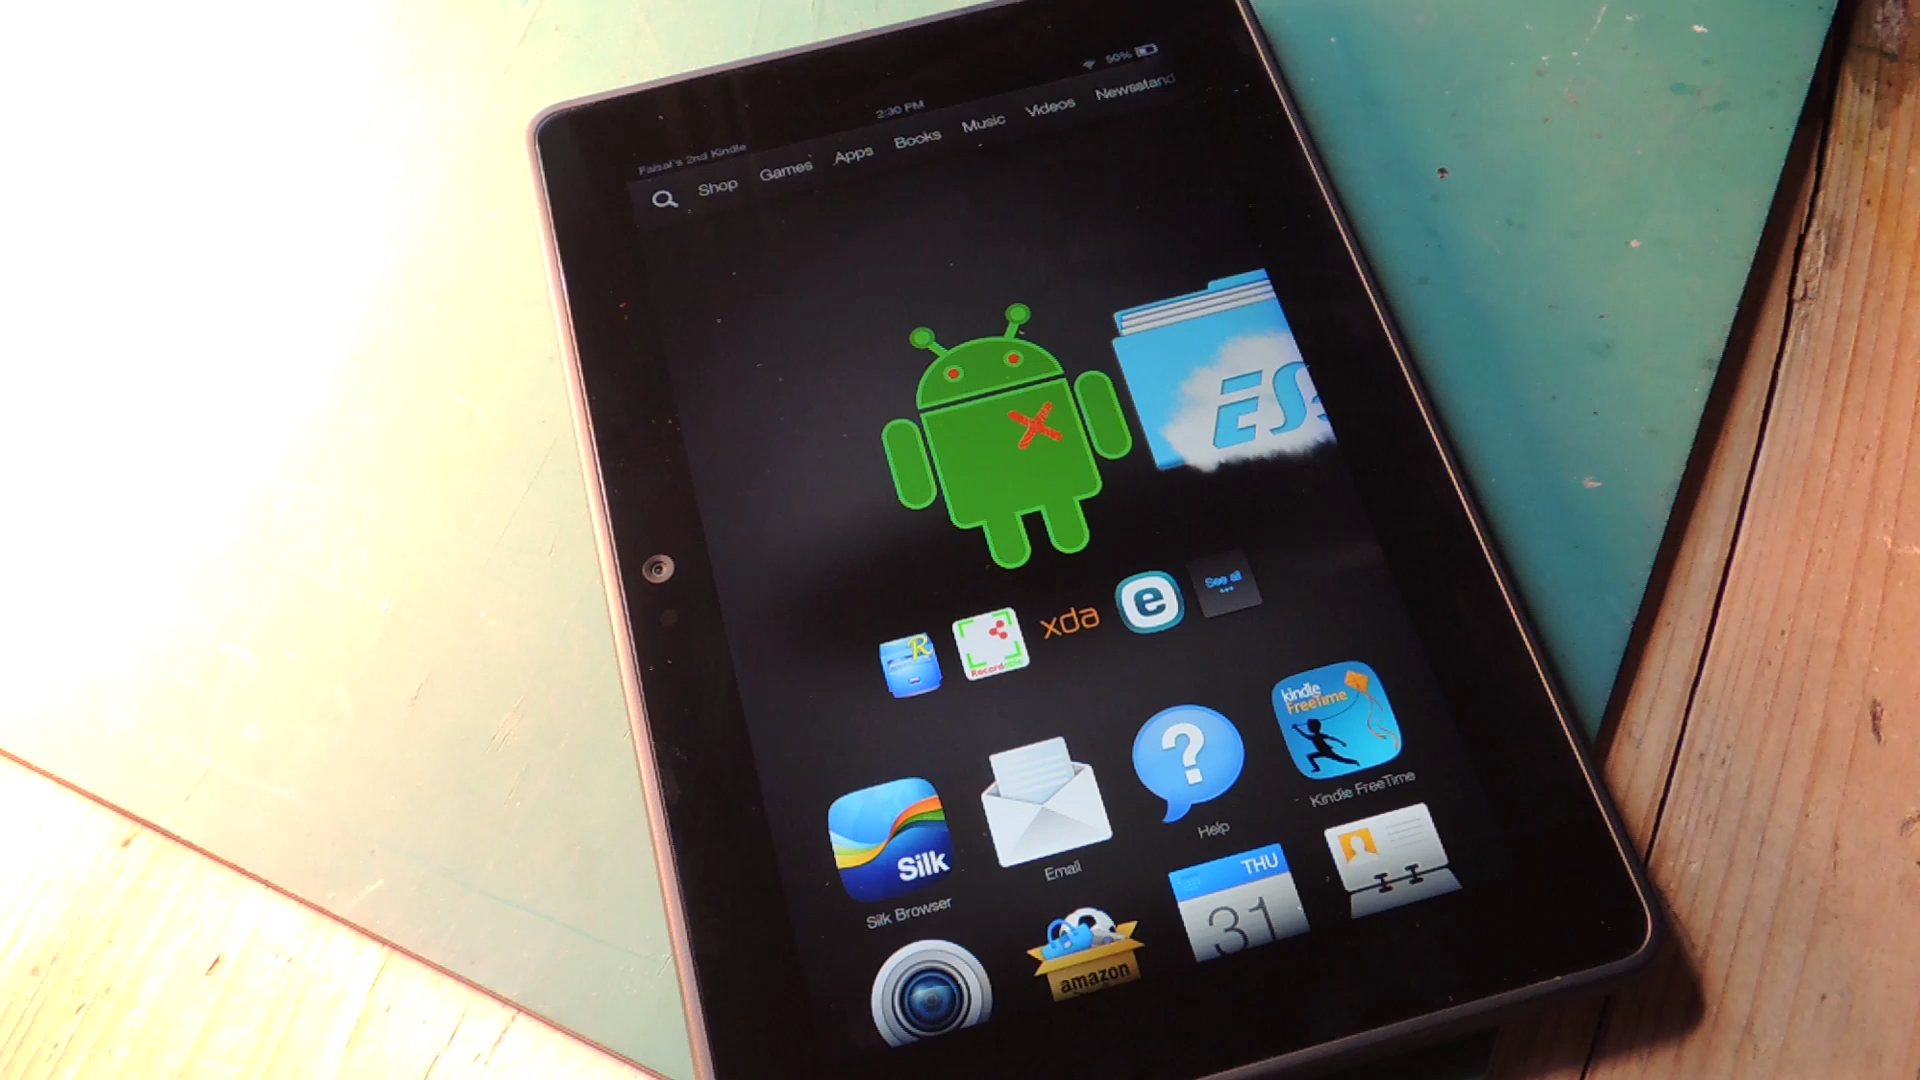 50%
2:30 PM
Faisal's 2nd Kindle
Shop Games Apps Books Music Videos Newsstand
ES
R
Recordable
xda
e
See all
...
kindle
FreeTime
?
Kindle FreeTime
Silk
Silk Browser
Email
Help
THU
31
amazon